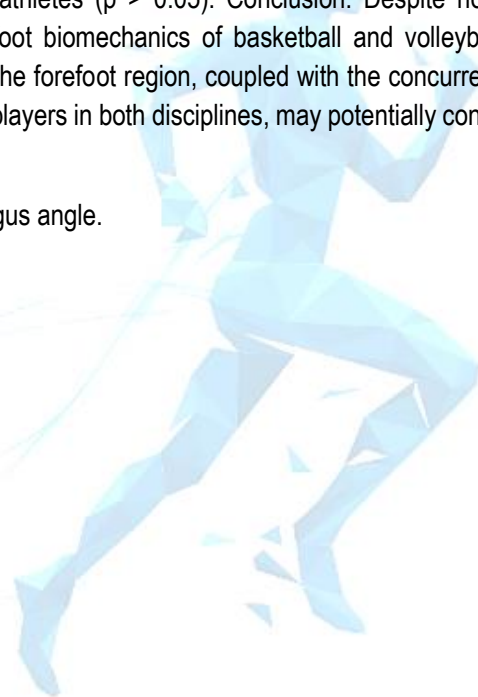 athletes (p > 0.05). Conclusion: Despite no
oot biomechanics of basketball and volleyb
he forefoot region, coupled with the concurre
players in both disciplines, may potentially con
gus angle.